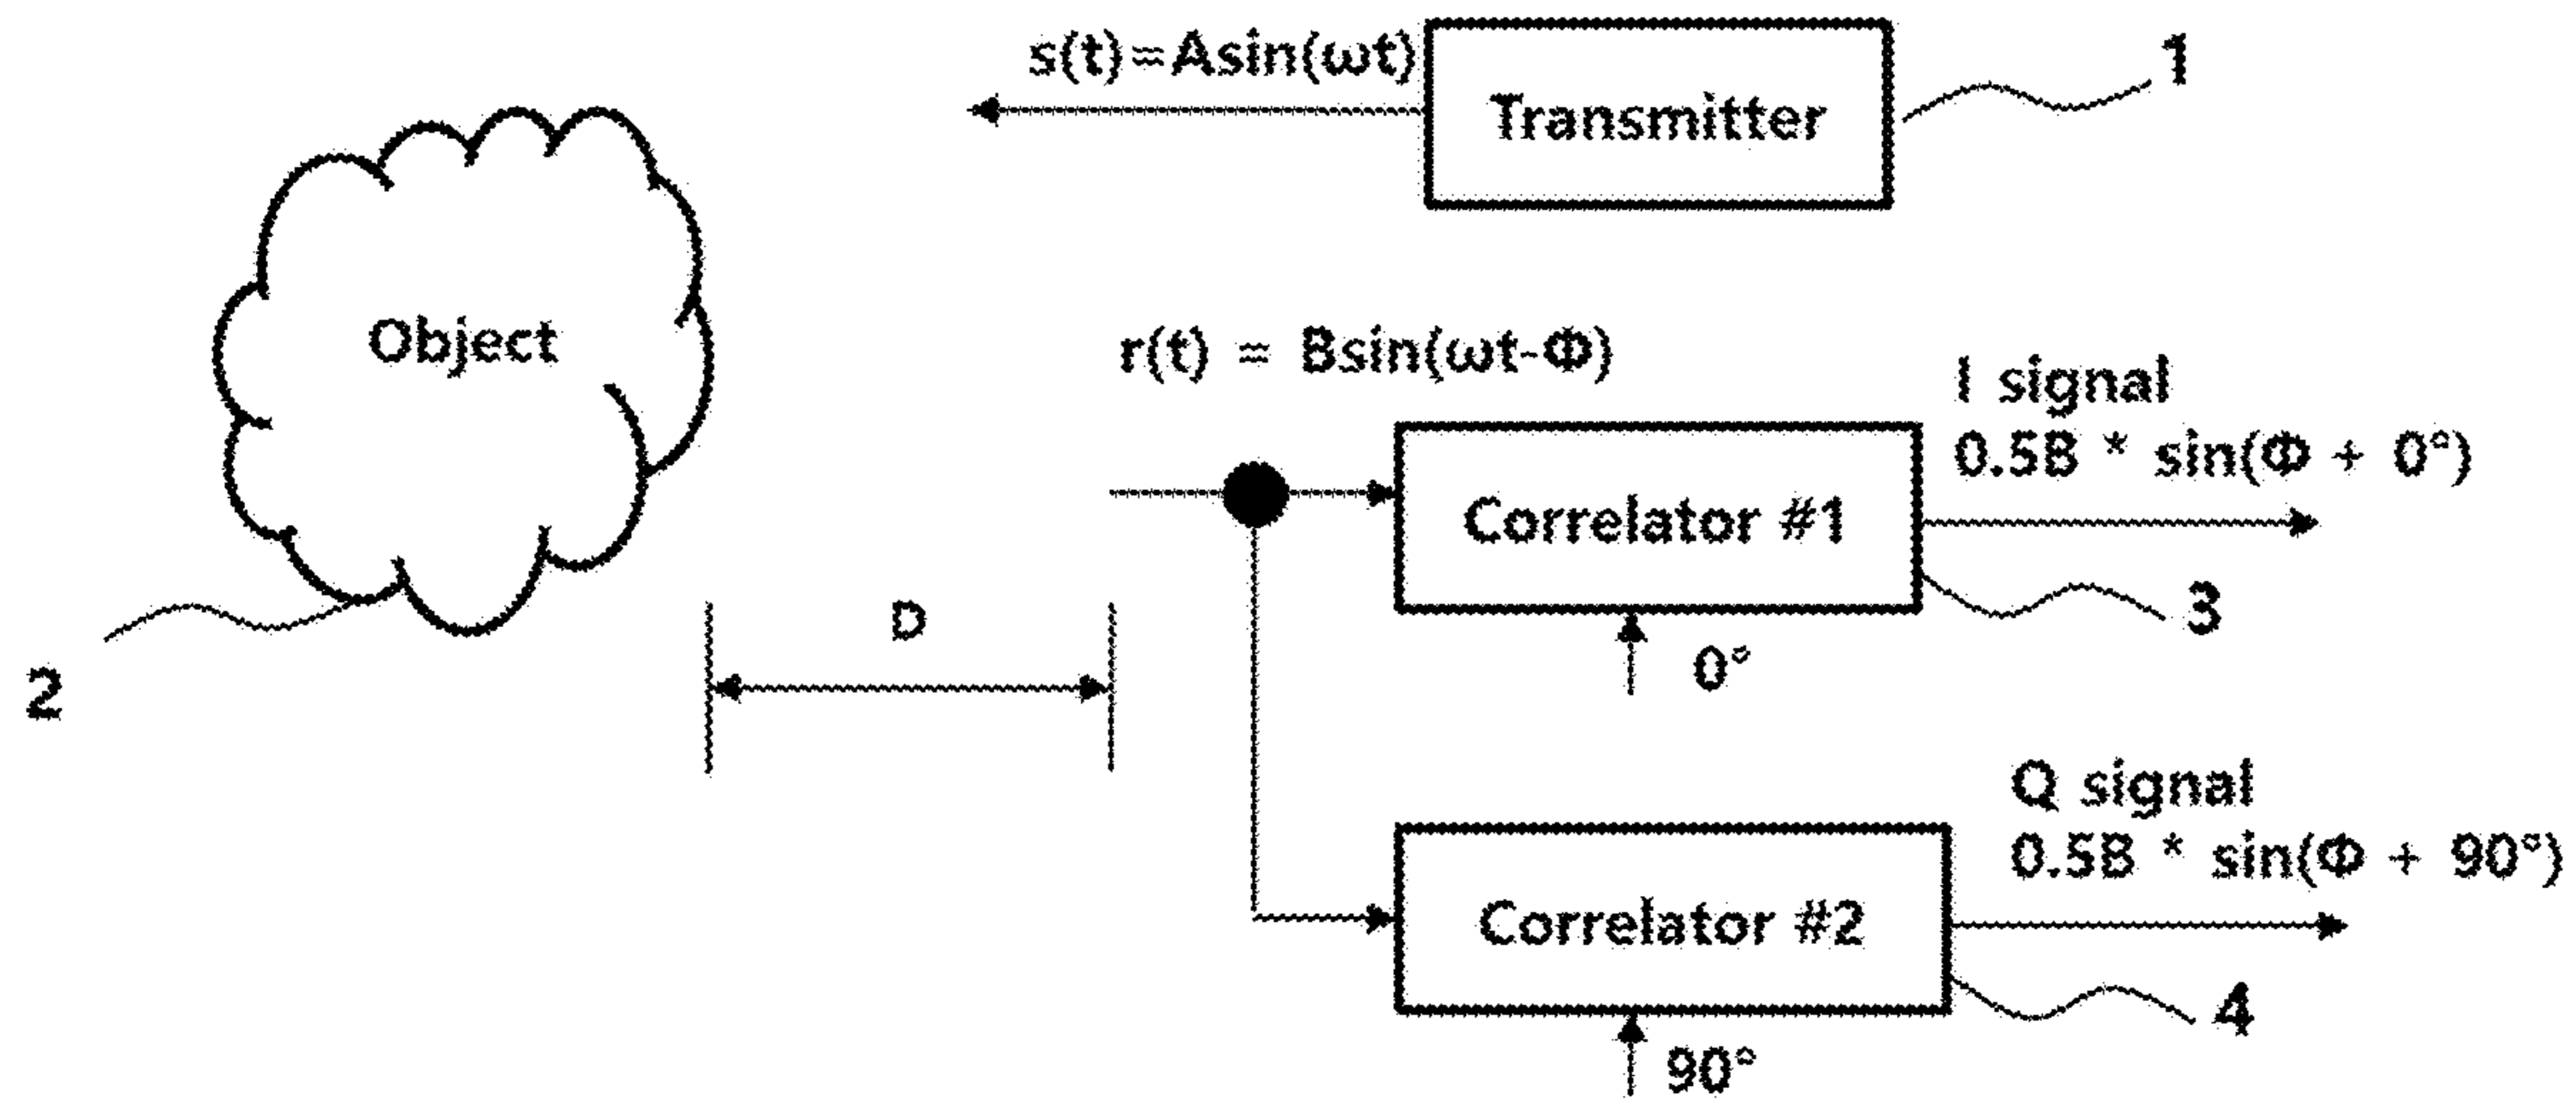 s(t)=Asin(ωt)
Transmitter
1
Object
r(t) = Bsin(ωt-Φ)
I signal
0.5B * sin(Φ + 0°)
Correlator #1
3
D
0°
2
Q signal
0.5B * sin(Φ + 90°)
Correlator #2
4
90°